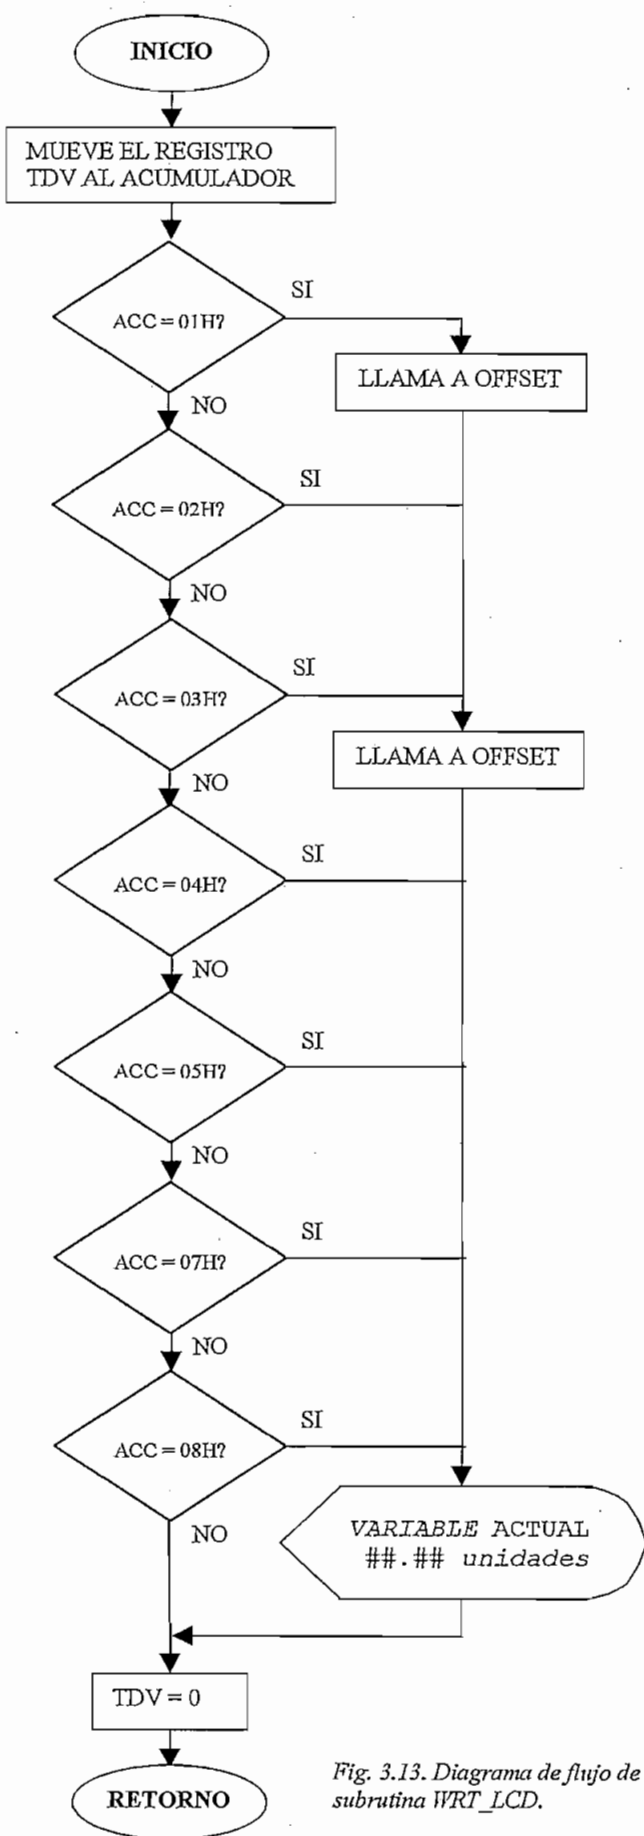 INICIO
MUEVE EL REGISTRO
TDV AL ACUMULADOR
ACC = 01H?
SI
LLAMA A OFFSET
NO
ACC = 02H?
SI
NO
ACC = 03H?
SI
LLAMA A OFFSET
NO
ACC = 04H?
SI
NO
ACC = 05H?
SI
NO
ACC = 07H?
SI
NO
ACC = 08H?
SI
NO
VARIABLE ACTUAL
##.## unidades
TDV = 0
RETORNO
Fig. 3.13. Diagrama de flujo de
subrutina WRT_LCD.